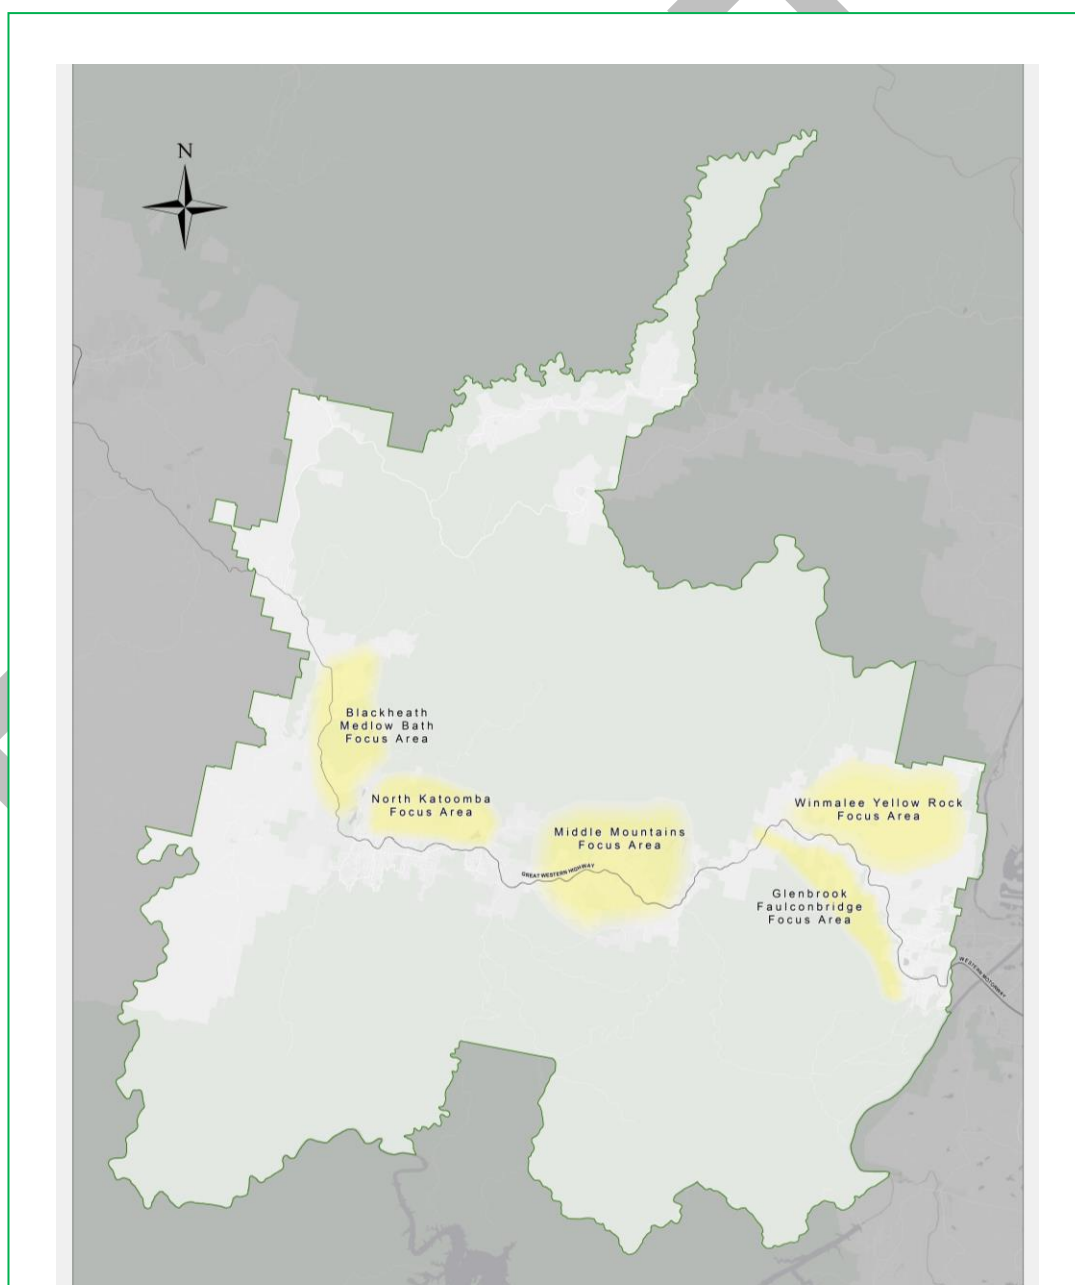 N
Blackheath
Medlow Bath
Focus Area
North Katoomba
Focus Area
Middle Mountains
Focus Area
GREAT WESTERN HIGHWAY
Winmalee Yellow Rock
Focus Area
Glenbrook
Faulconbridge
Focus Area
WESTERN MOTORWAY